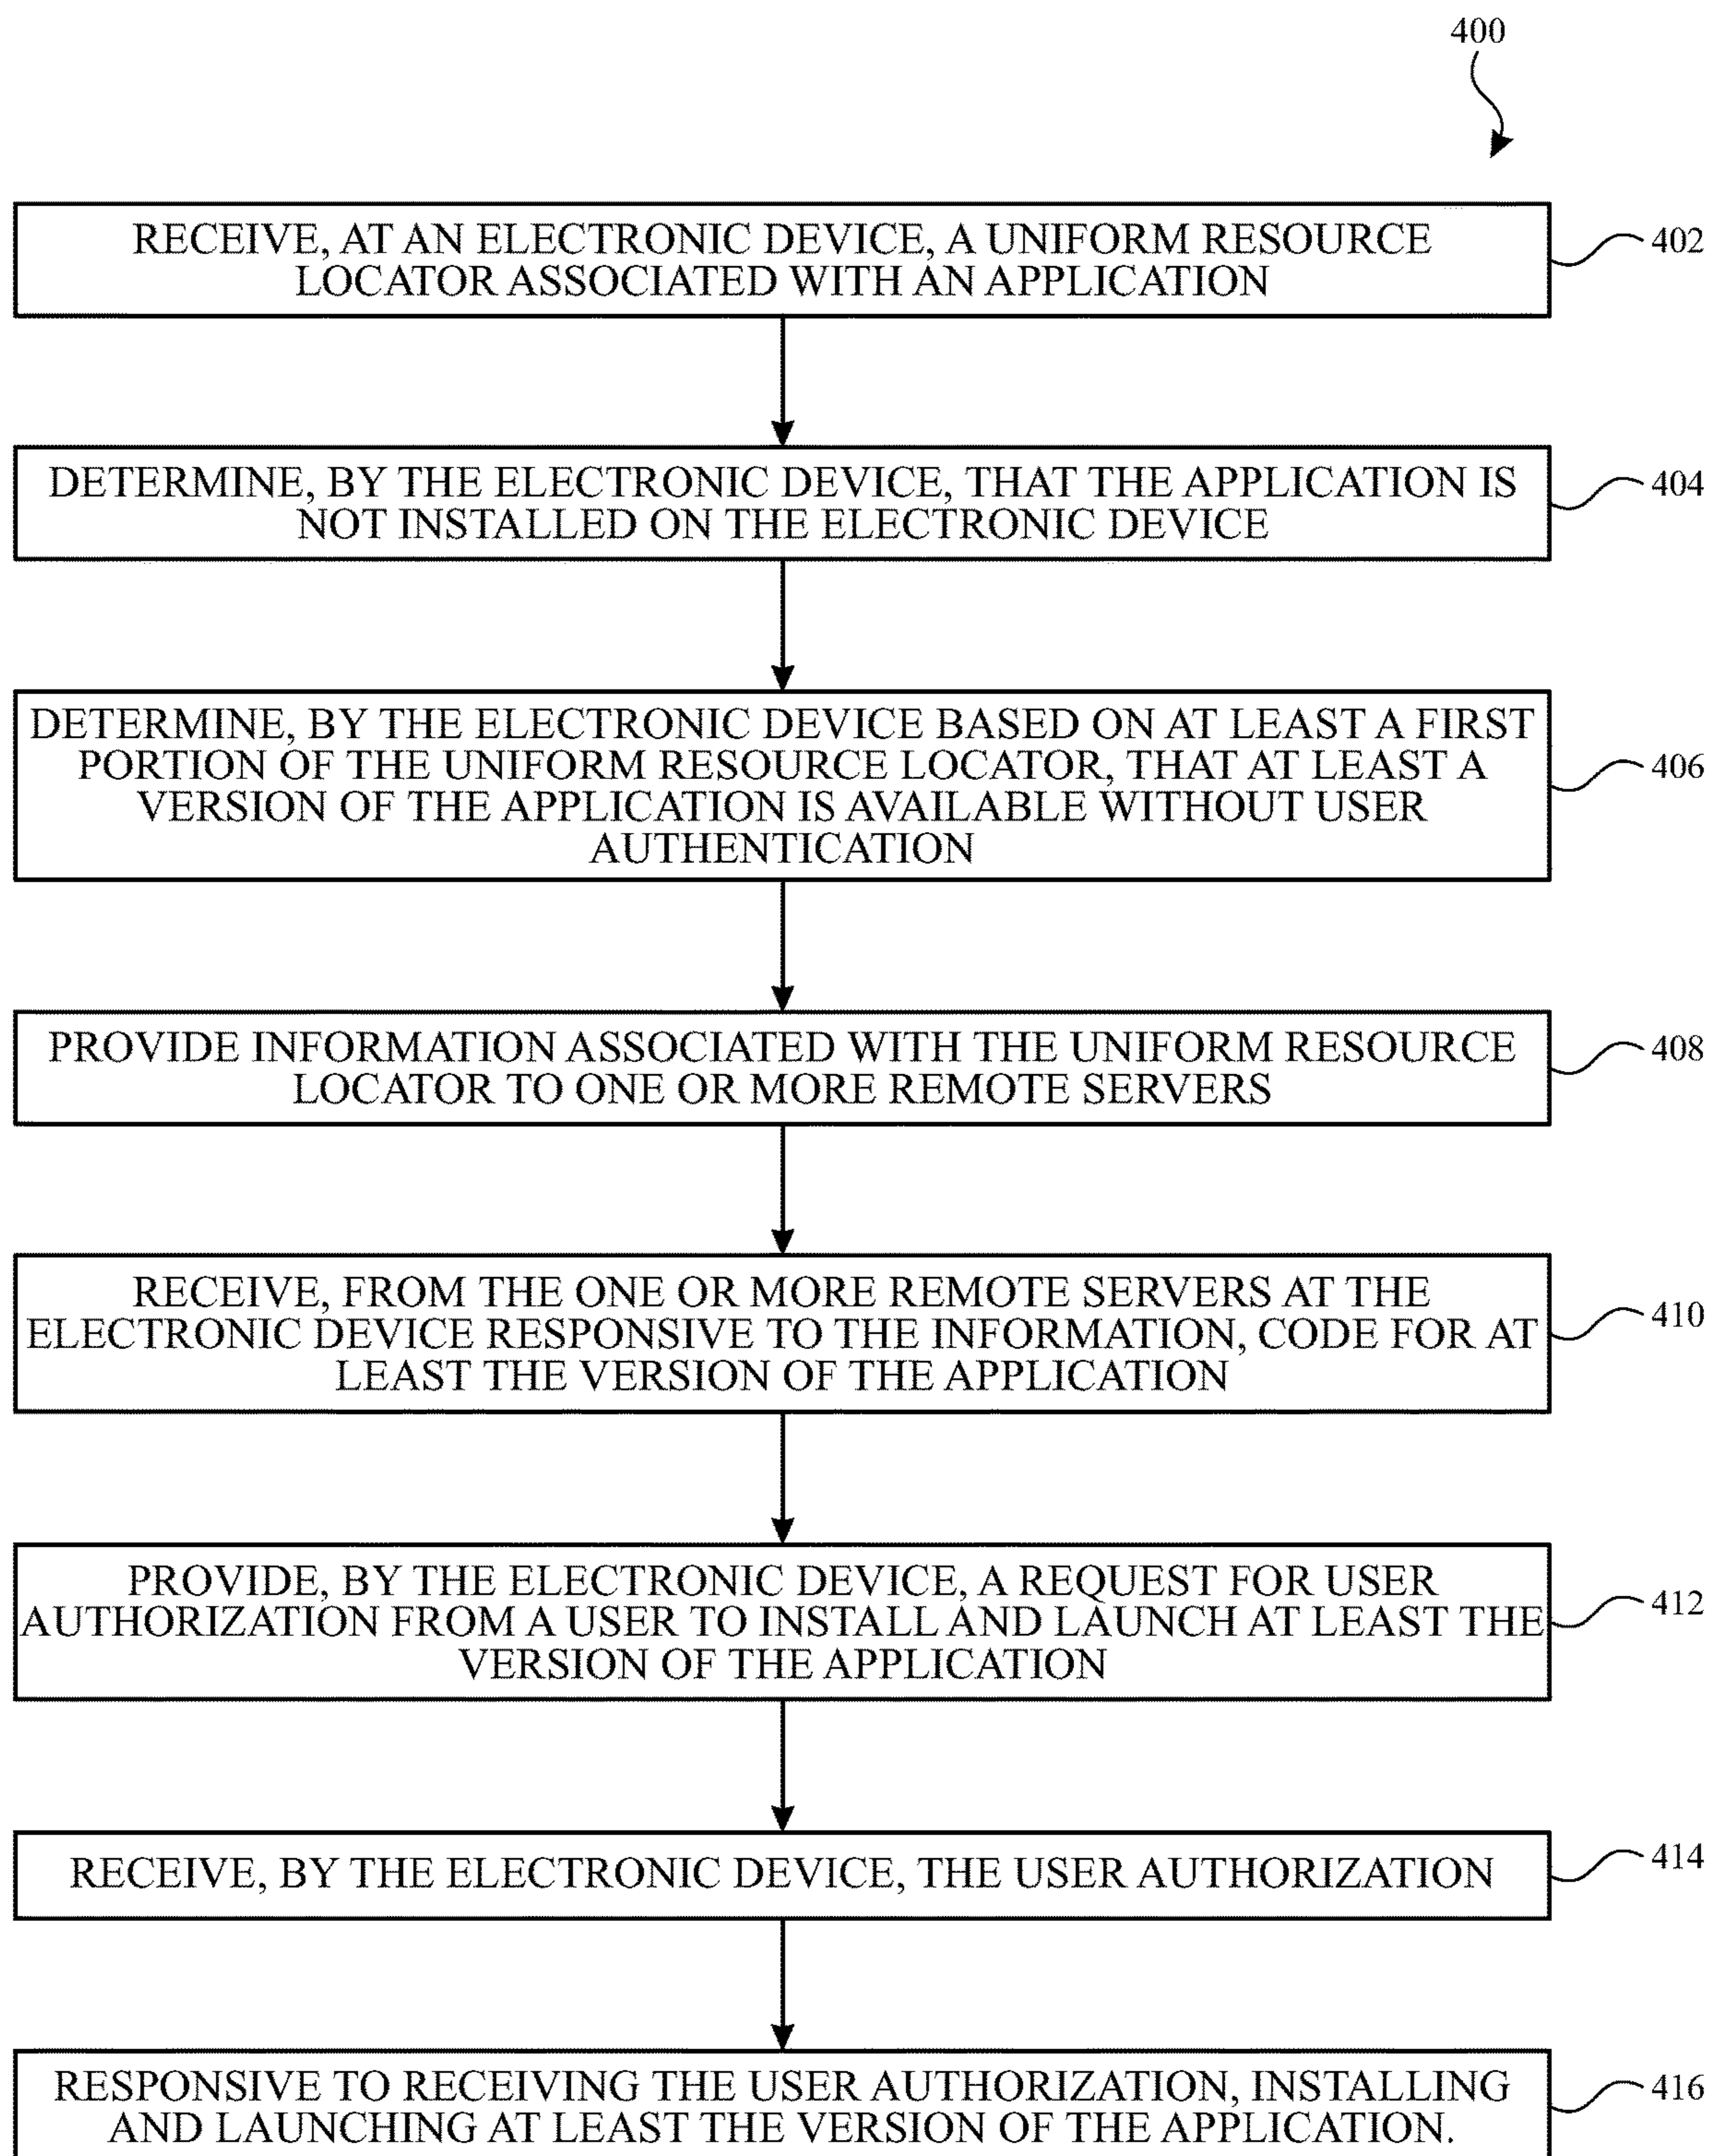 400
RECEIVE, AT AN ELECTRONIC DEVICE, A UNIFORM RESOURCE
LOCATOR ASSOCIATED WITH AN APPLICATION
402
DETERMINE, BY THE ELECTRONIC DEVICE, THAT THE APPLICATION IS
NOT INSTALLED ON THE ELECTRONIC DEVICE
404
DETERMINE, BY THE ELECTRONIC DEVICE BASED ON AT LEAST A FIRST
PORTION OF THE UNIFORM RESOURCE LOCATOR, THAT AT LEAST A
VERSION OF THE APPLICATION IS AVAILABLE WITHOUT USER
AUTHENTICATION
406
PROVIDE INFORMATION ASSOCIATED WITH THE UNIFORM RESOURCE
LOCATOR TO ONE OR MORE REMOTE SERVERS
408
RECEIVE, FROM THE ONE OR MORE REMOTE SERVERS AT THE
ELECTRONIC DEVICE RESPONSIVE TO THE INFORMATION, CODE FOR AT
LEAST THE VERSION OF THE APPLICATION
410
PROVIDE, BY THE ELECTRONIC DEVICE, A REQUEST FOR USER
AUTHORIZATION FROM A USER TO INSTALL AND LAUNCH AT LEAST THE
VERSION OF THE APPLICATION
412
RECEIVE, BY THE ELECTRONIC DEVICE, THE USER AUTHORIZATION
414
RESPONSIVE TO RECEIVING THE USER AUTHORIZATION, INSTALLING
AND LAUNCHING AT LEAST THE VERSION OF THE APPLICATION.
416